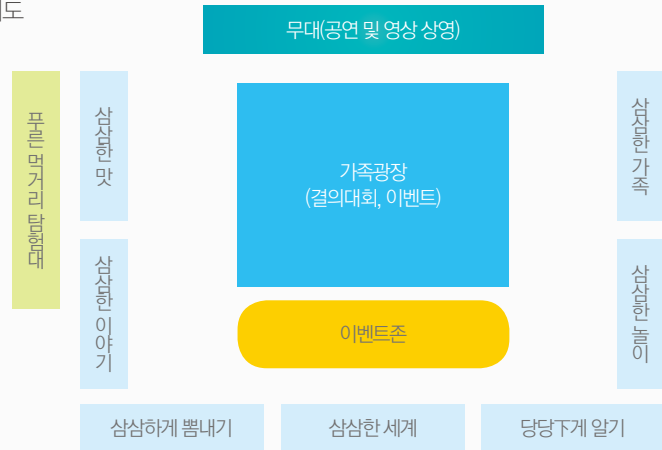 도
무대(공연 및 영상 상영)
푸른 먹거리 탐험대
삼삼한 맛
가족광장
(결의대회, 이벤트)
삼삼한 가족
삼삼한 이야기
이벤트존
삼삼한 놀이
삼삼하게 뽐내기
삼삼한 세계
당당下게 알기